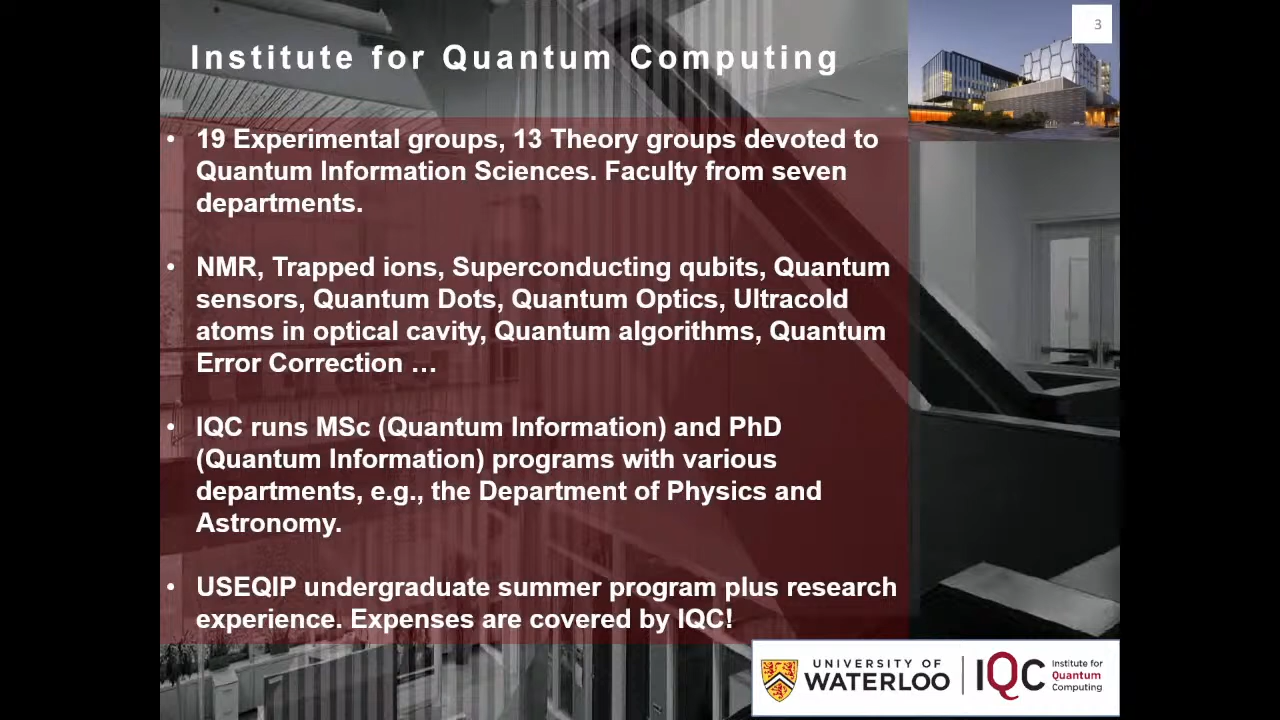 3
Institute for Quantum Computing
• 19 Experimental groups, 13 Theory groups devoted to
Quantum Information Sciences. Faculty from seven
departments.
• NMR, Trapped ions, Superconducting qubits, Quantum
sensors, Quantum Dots, Quantum Optics, Ultracold
atoms in optical cavity, Quantum algorithms, Quantum
Error Correction …
• IQC runs MSc (Quantum Information) and PhD
(Quantum Information) programs with various
departments, e.g., the Department of Physics and
Astronomy.
• USEQIP undergraduate summer program plus research
experience. Expenses are covered by IQC!
UNIVERSITY OF
WATERLOO
IQC
Institute for
Quantum
Computing